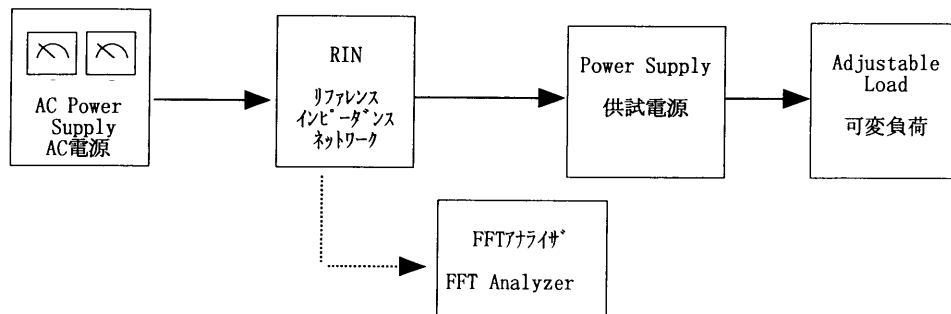 AC Power
Supply
AC電源
RIN
ﾘﾌｧﾚﾝｽ
ｲﾝﾋﾟｰﾀﾞﾝｽ
ﾈｯﾄﾜｰｸ
Power Supply
供試電源
Adjustable
Load
可変負荷
FFTｱﾅﾗｲｻﾞ
FFT Analyzer